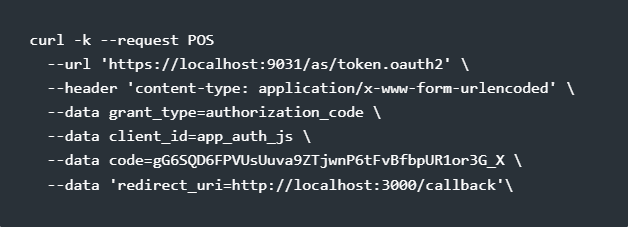 curl -k --request POS
--url 'https://localhost:9031/as/token.oauth2' \
--header 'content-type: application/x-www-form-urlencoded' \
--data grant_type=authorization_code \
--data client_id=app_auth_js \
--data code=gG6SQD6FPVUsUuva9ZTjwnP6tFvBfbpUR1or3G_X \
--data 'redirect_uri=http://localhost:3000/callback'\